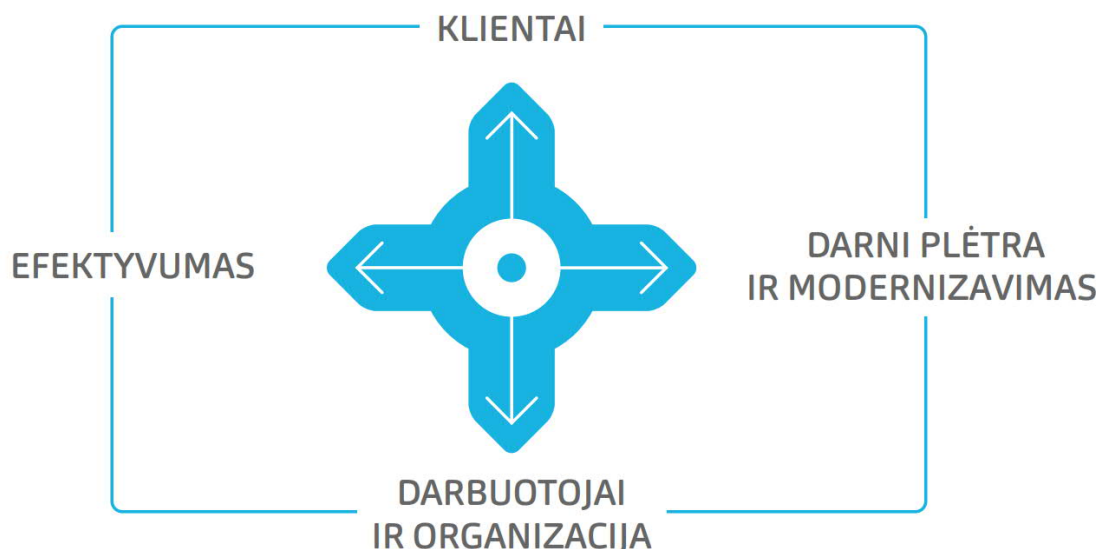 KLIENTAI
EFEKTYVUMAS
DARNI PLĖTRA
IR MODERNIZAVIMAS
DARBUOTOJAI
IR ORGANIZACIJA